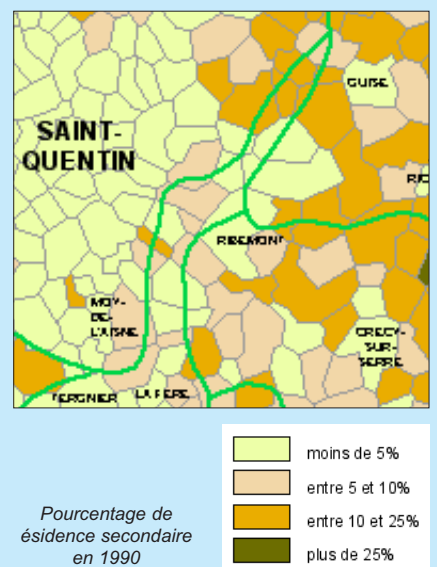 GUISE
SAINT-
QUENTIN
RIBEMONT
MOY-
DE-
L'AISNE
CRECY-
SUR-
SERRE
TERGNIER
LA FERE
moins de 5%
entre 5 et 10%
entre 10 et 25%
plus de 25%
Pourcentage de
ésidence secondaire
en 1990